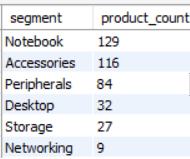 segment product_count
Notebook 129
Accessories 116
Peripherals 84
Desktop 32
Storage 27
Networking 9